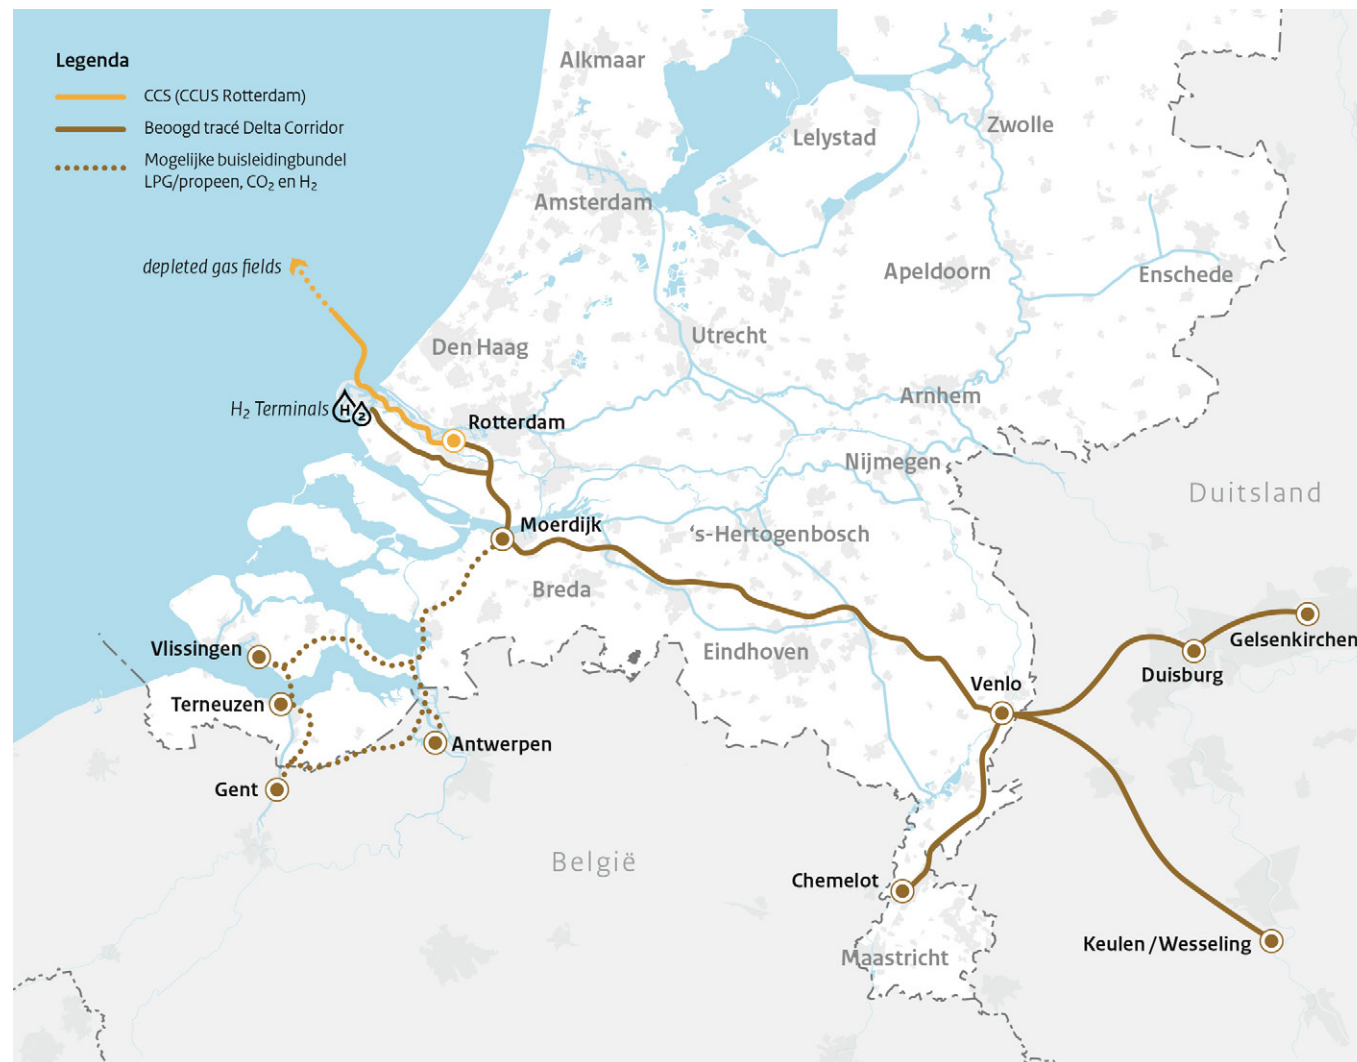 Legenda
CCS (CCUS Rotterdam)
Beoogd tracé Delta Corridor
Mogelijke buisleidingbundel
LPG/propeen, CO₂ en H₂
Alkmaar
Lelystad
Zwolle
Amsterdam
depleted gas fields
Apeldoorn
Enschede
Den Haag
Utrecht
Arnhem
H₂ Terminals
H 2
Rotterdam
Nijmegen
Duitsland
Moerdijk
's-Hertogenbosch
Breda
Vlissingen
Eindhoven
Gelsenkirchen
Duisburg
Venlo
Terneuzen
Antwerpen
Gent
België
Chemelot
Keulen /Wesseling
Maastricht